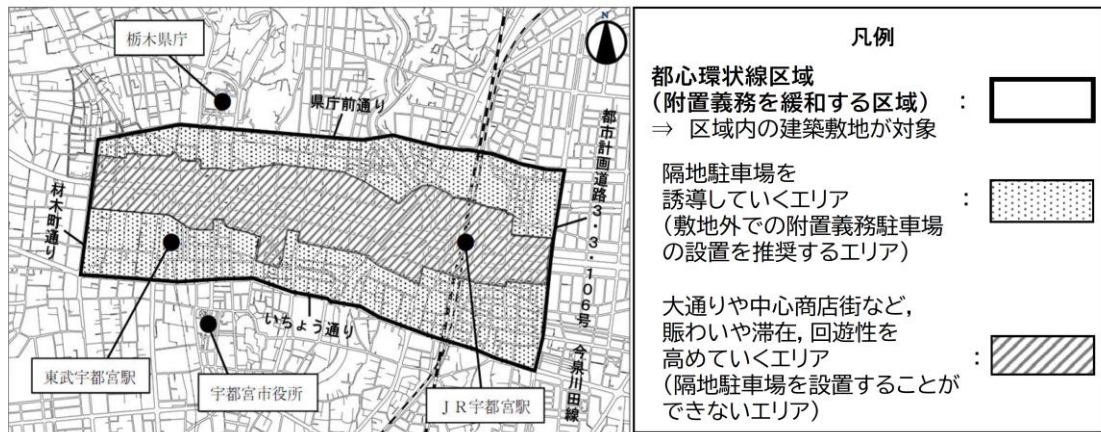 N
栃木県庁
県庁前通り
都市計画道路3・3・106号 今泉川田線
材木町通り
いちょう通り
東武宇都宮駅
宇都宮市役所
JR宇都宮駅
凡例
都心環状線区域
(附置義務を緩和する区域) :
⇒ 区域内の建築敷地が対象
隔地駐車場を
誘導していくエリア :
(敷地外での附置義務駐車場
の設置を推奨するエリア)
大通りや中心商店街など,
賑わいや滞在,回遊性を
高めていくエリア :
(隔地駐車場を設置することが
できないエリア)